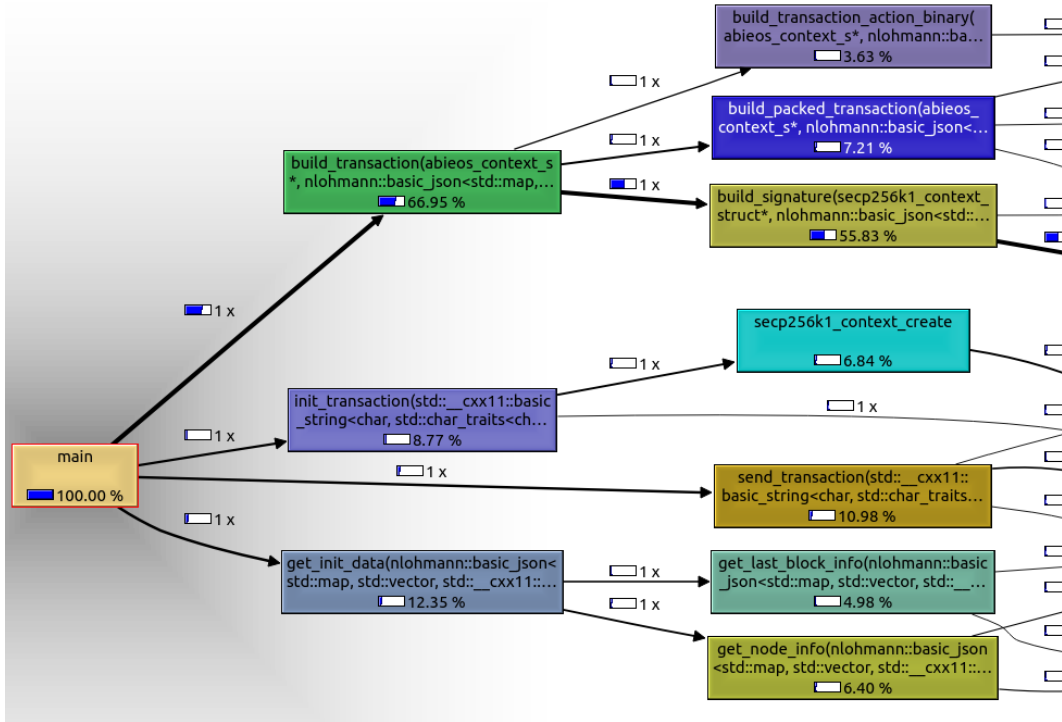 build_transaction_action_binary(
abieos_context_s*, nlohmann::ba...
3.63 %
1 x
build_packed_transaction(abieos_
context_s*, nlohmann::basic_json<...
7.21 %
1 x
build_transaction(abieos_context_s
*, nlohmann::basic_json<std::map,...
66.95 %
1 x
build_signature(secp256k1_context_
struct*, nlohmann::basic_json<std::...
55.83 %
1 x
secp256k1_context_create
6.84 %
1 x
init_transaction(std::__cxx11::basic
_string<char, std::char_traits<ch...
8.77 %
1 x
1 x
main
100.00 %
1 x
send_transaction(std::__cxx11::
basic_string<char, std::char_traits...
10.98 %
1 x
get_init_data(nlohmann::basic_json<
std::map, std::vector, std::__cxx11::...
12.35 %
1 x
get_last_block_info(nlohmann::basic
_json<std::map, std::vector, std::__...
4.98 %
1 x
get_node_info(nlohmann::basic_json
<std::map, std::vector, std::__cxx11::...
6.40 %